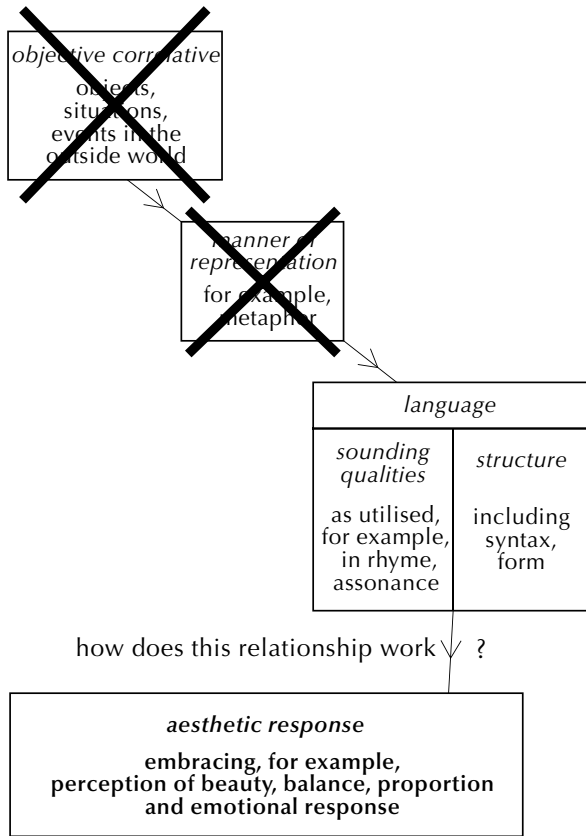 objective correlative
objects,
situations,
events in the
outside world
manner of
representation
for example,
metaphor
language
sounding
qualities
as utilised,
for example,
in rhyme,
assonance
structure
including
syntax,
form
how does this relationship work ?
aesthetic response
embracing, for example,
perception of beauty, balance, proportion
and emotional response